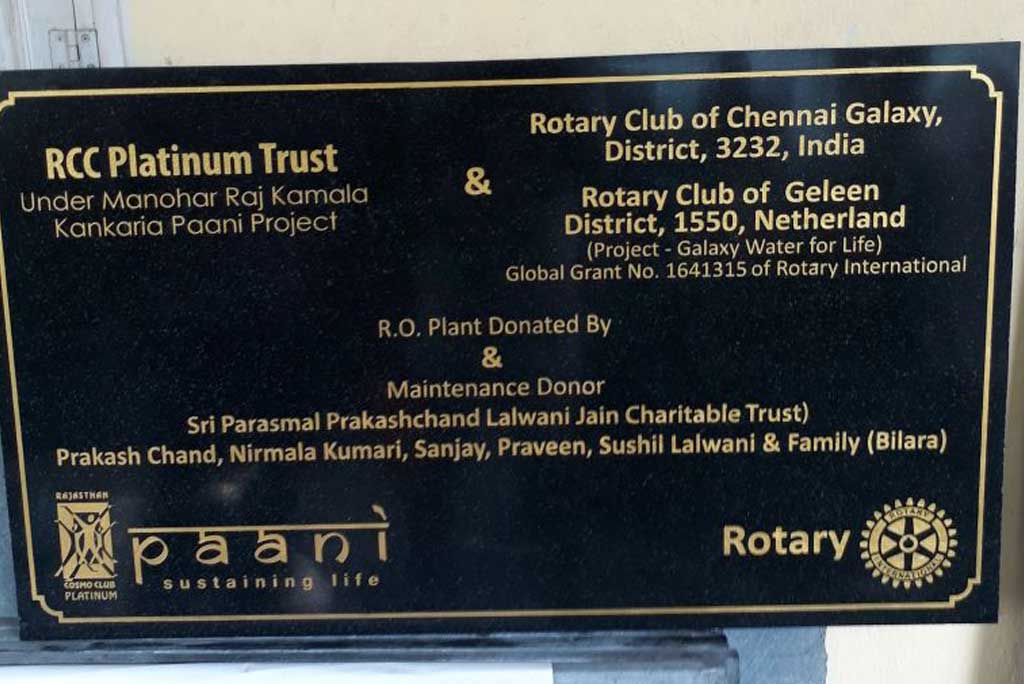 RCC Platinum Trust
Under Manohar Raj Kamala
Kankaria Paani Project
&
Rotary Club of Chennai Galaxy,
District, 3232, India
Rotary Club of Geleen
District, 1550, Netherland
(Project - Galaxy Water for Life)
Global Grant No. 1641315 of Rotary International
R.O. Plant Donated By
&
Maintenance Donor
Sri Parasmal Prakashchand Lalwani Jain Charitable Trust)
Prakash Chand, Nirmala Kumari, Sanjay, Praveen, Sushil Lalwani & Family (Bilara)
RAJASTHAN
COSMO CLUB
PLATINUM
paani
sustaining life
Rotary
ROTARY
INTERNATIONAL